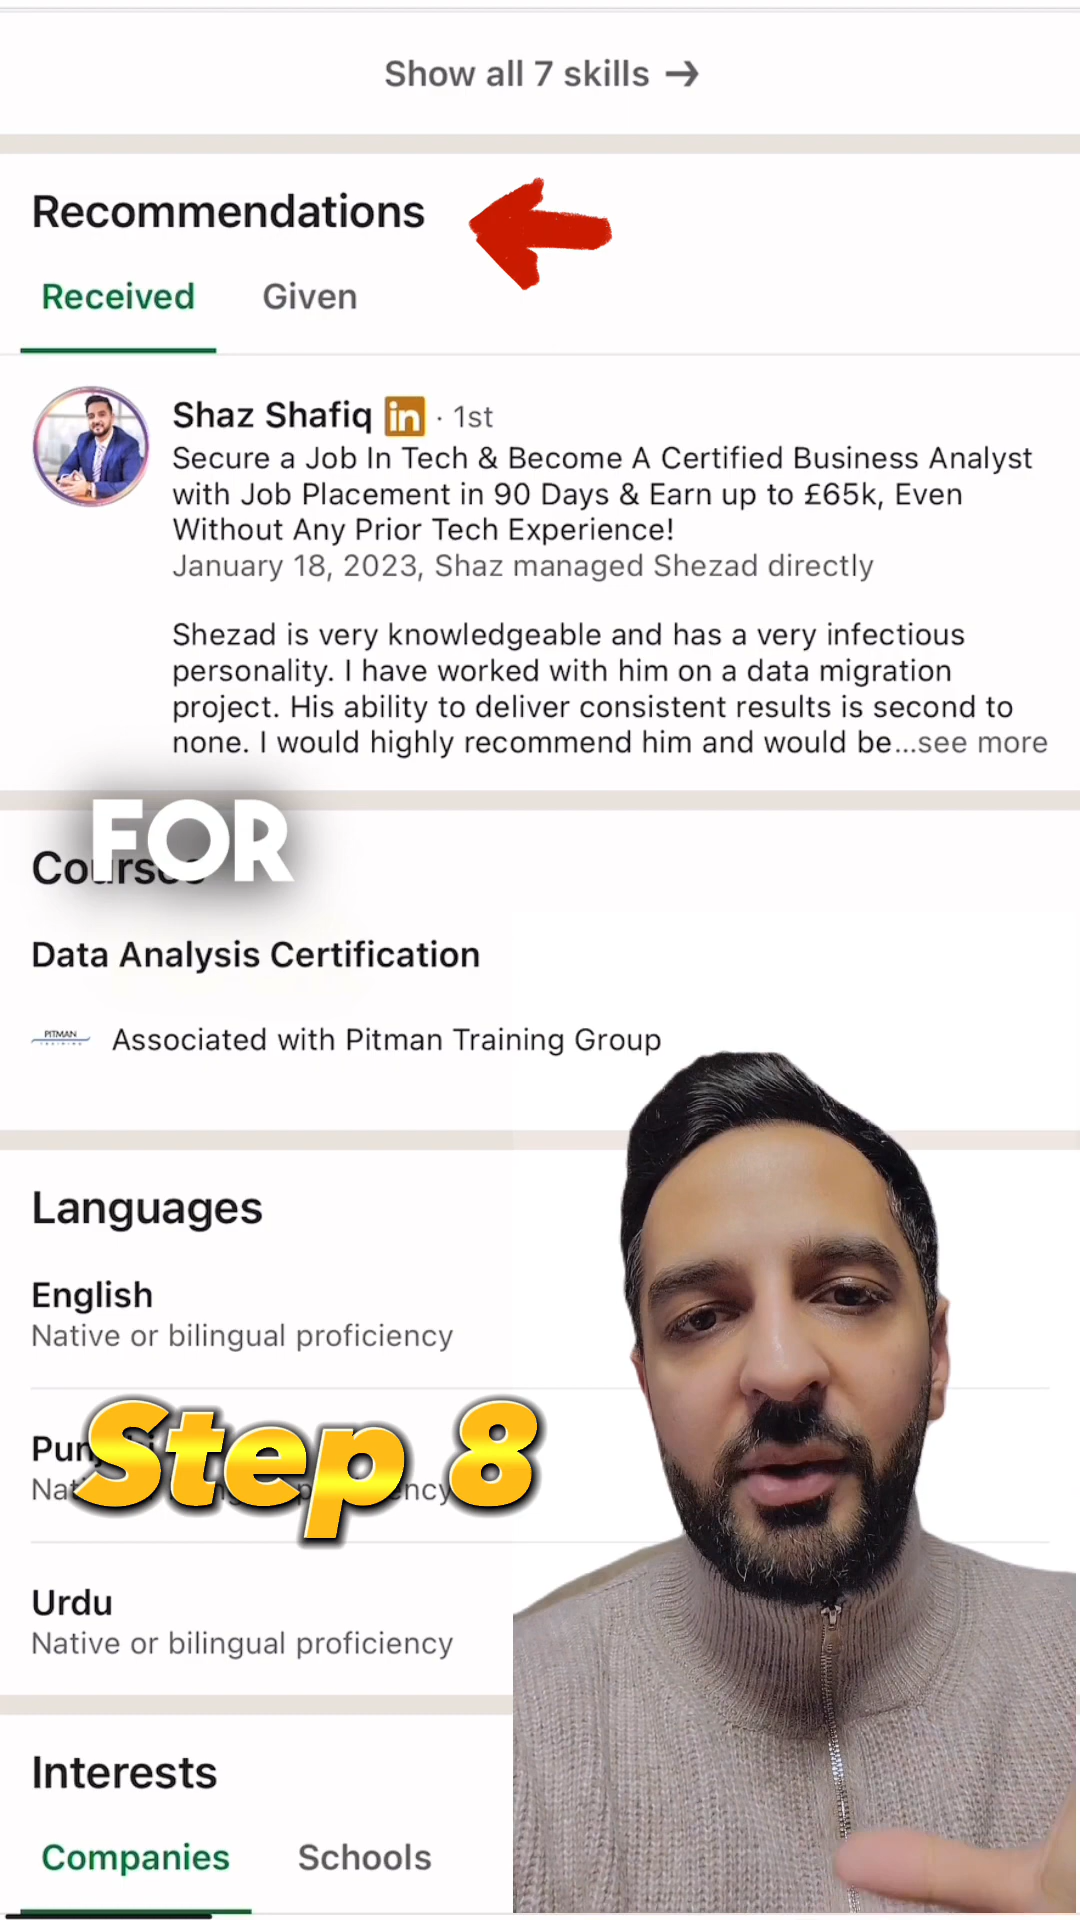 Show all 7 skills →
Recommendations
Received Given
Shaz Shafiq in · 1st
Secure a Job In Tech & Become A Certified Business Analyst
with Job Placement in 90 Days & Earn up to £65k, Even
Without Any Prior Tech Experience!
January 18, 2023, Shaz managed Shezad directly
Shezad is very knowledgeable and has a very infectious
personality. I have worked with him on a data migration
project. His ability to deliver consistent results is second to
none. I would highly recommend him and would be...see more
FOR
Courses
Data Analysis Certification
PITMAN
TRAINING
Associated with Pitman Training Group
Languages
English
Native or bilingual proficiency
Step 8
Urdu
Native or bilingual proficiency
Interests
Companies Schools